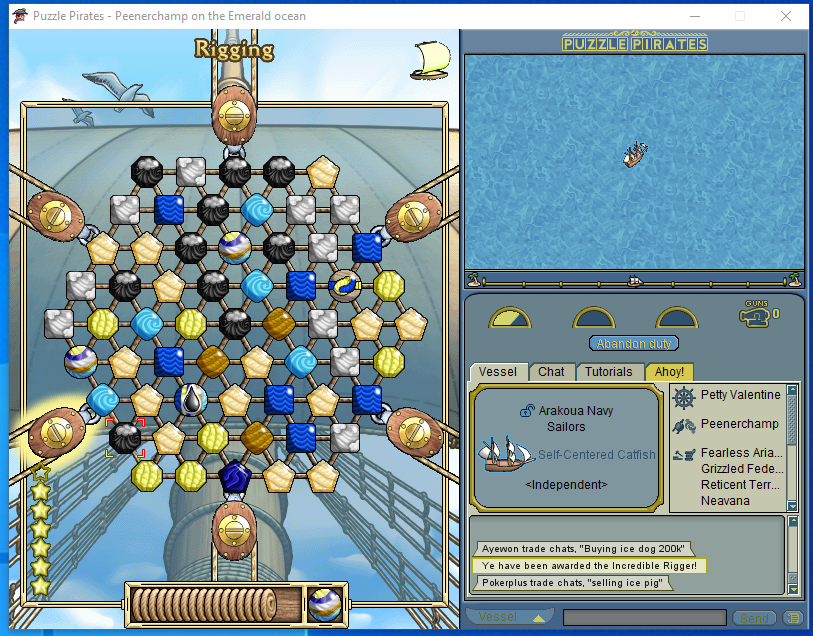 Puzzle Pirates - Peenerchamp on the Emerald ocean
Rigging
PUZZLE PIRATES
GUNS
0
Abandon duty
Vessel
Chat
Tutorials
Ahoy!
Arakoua Navy
Sailors
Self-Centered Catfish
<Independent>
Petty Valentine
Peenerchamp
Fearless Aria...
Grizzled Fede...
Reticent Terr...
Neavana
Ayewon trade chats, "Buying ice dog 200k"
Ye have been awarded the Incredible Rigger!
Pokerplus trade chats, "selling ice pig"
Vessel
Send